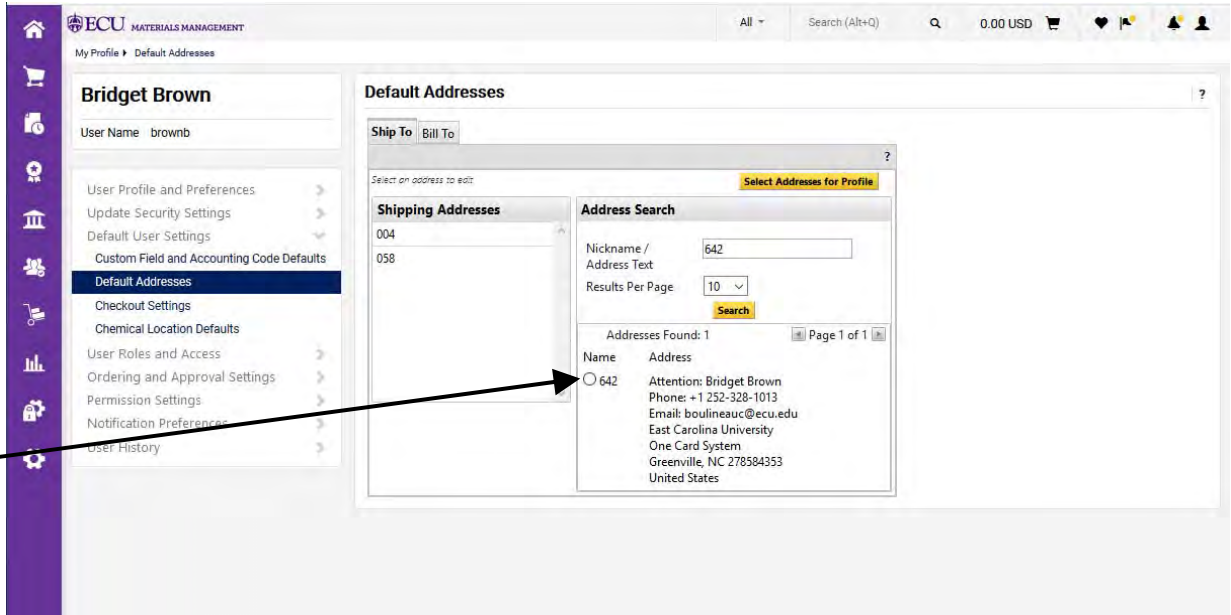 ECU MATERIALS MANAGEMENT
All
Search (Alt+Q)
0.00 USD
My Profile
Default Addresses
Bridget Brown
User Name brownb
User Profile and Preferences
Update Security Settings
Default User Settings
Custom Field and Accounting Code Defaults
Default Addresses
Checkout Settings
Chemical Location Defaults
User Roles and Access
Ordering and Approval Settings
Permission Settings
Notification Preferences
User History
Default Addresses
?
Ship To
Bill To
?
Select an address to edit
Select Addresses for Profile
Shipping Addresses
004
058
Address Search
Nickname /
Address Text
642
Results Per Page
10
Search
Addresses Found: 1
Page 1 of 1
Name Address
642
Attention: Bridget Brown
Phone: +1 252-328-1013
Email: boulineauc@ecu.edu
East Carolina University
One Card System
Greenville, NC 278584353
United States